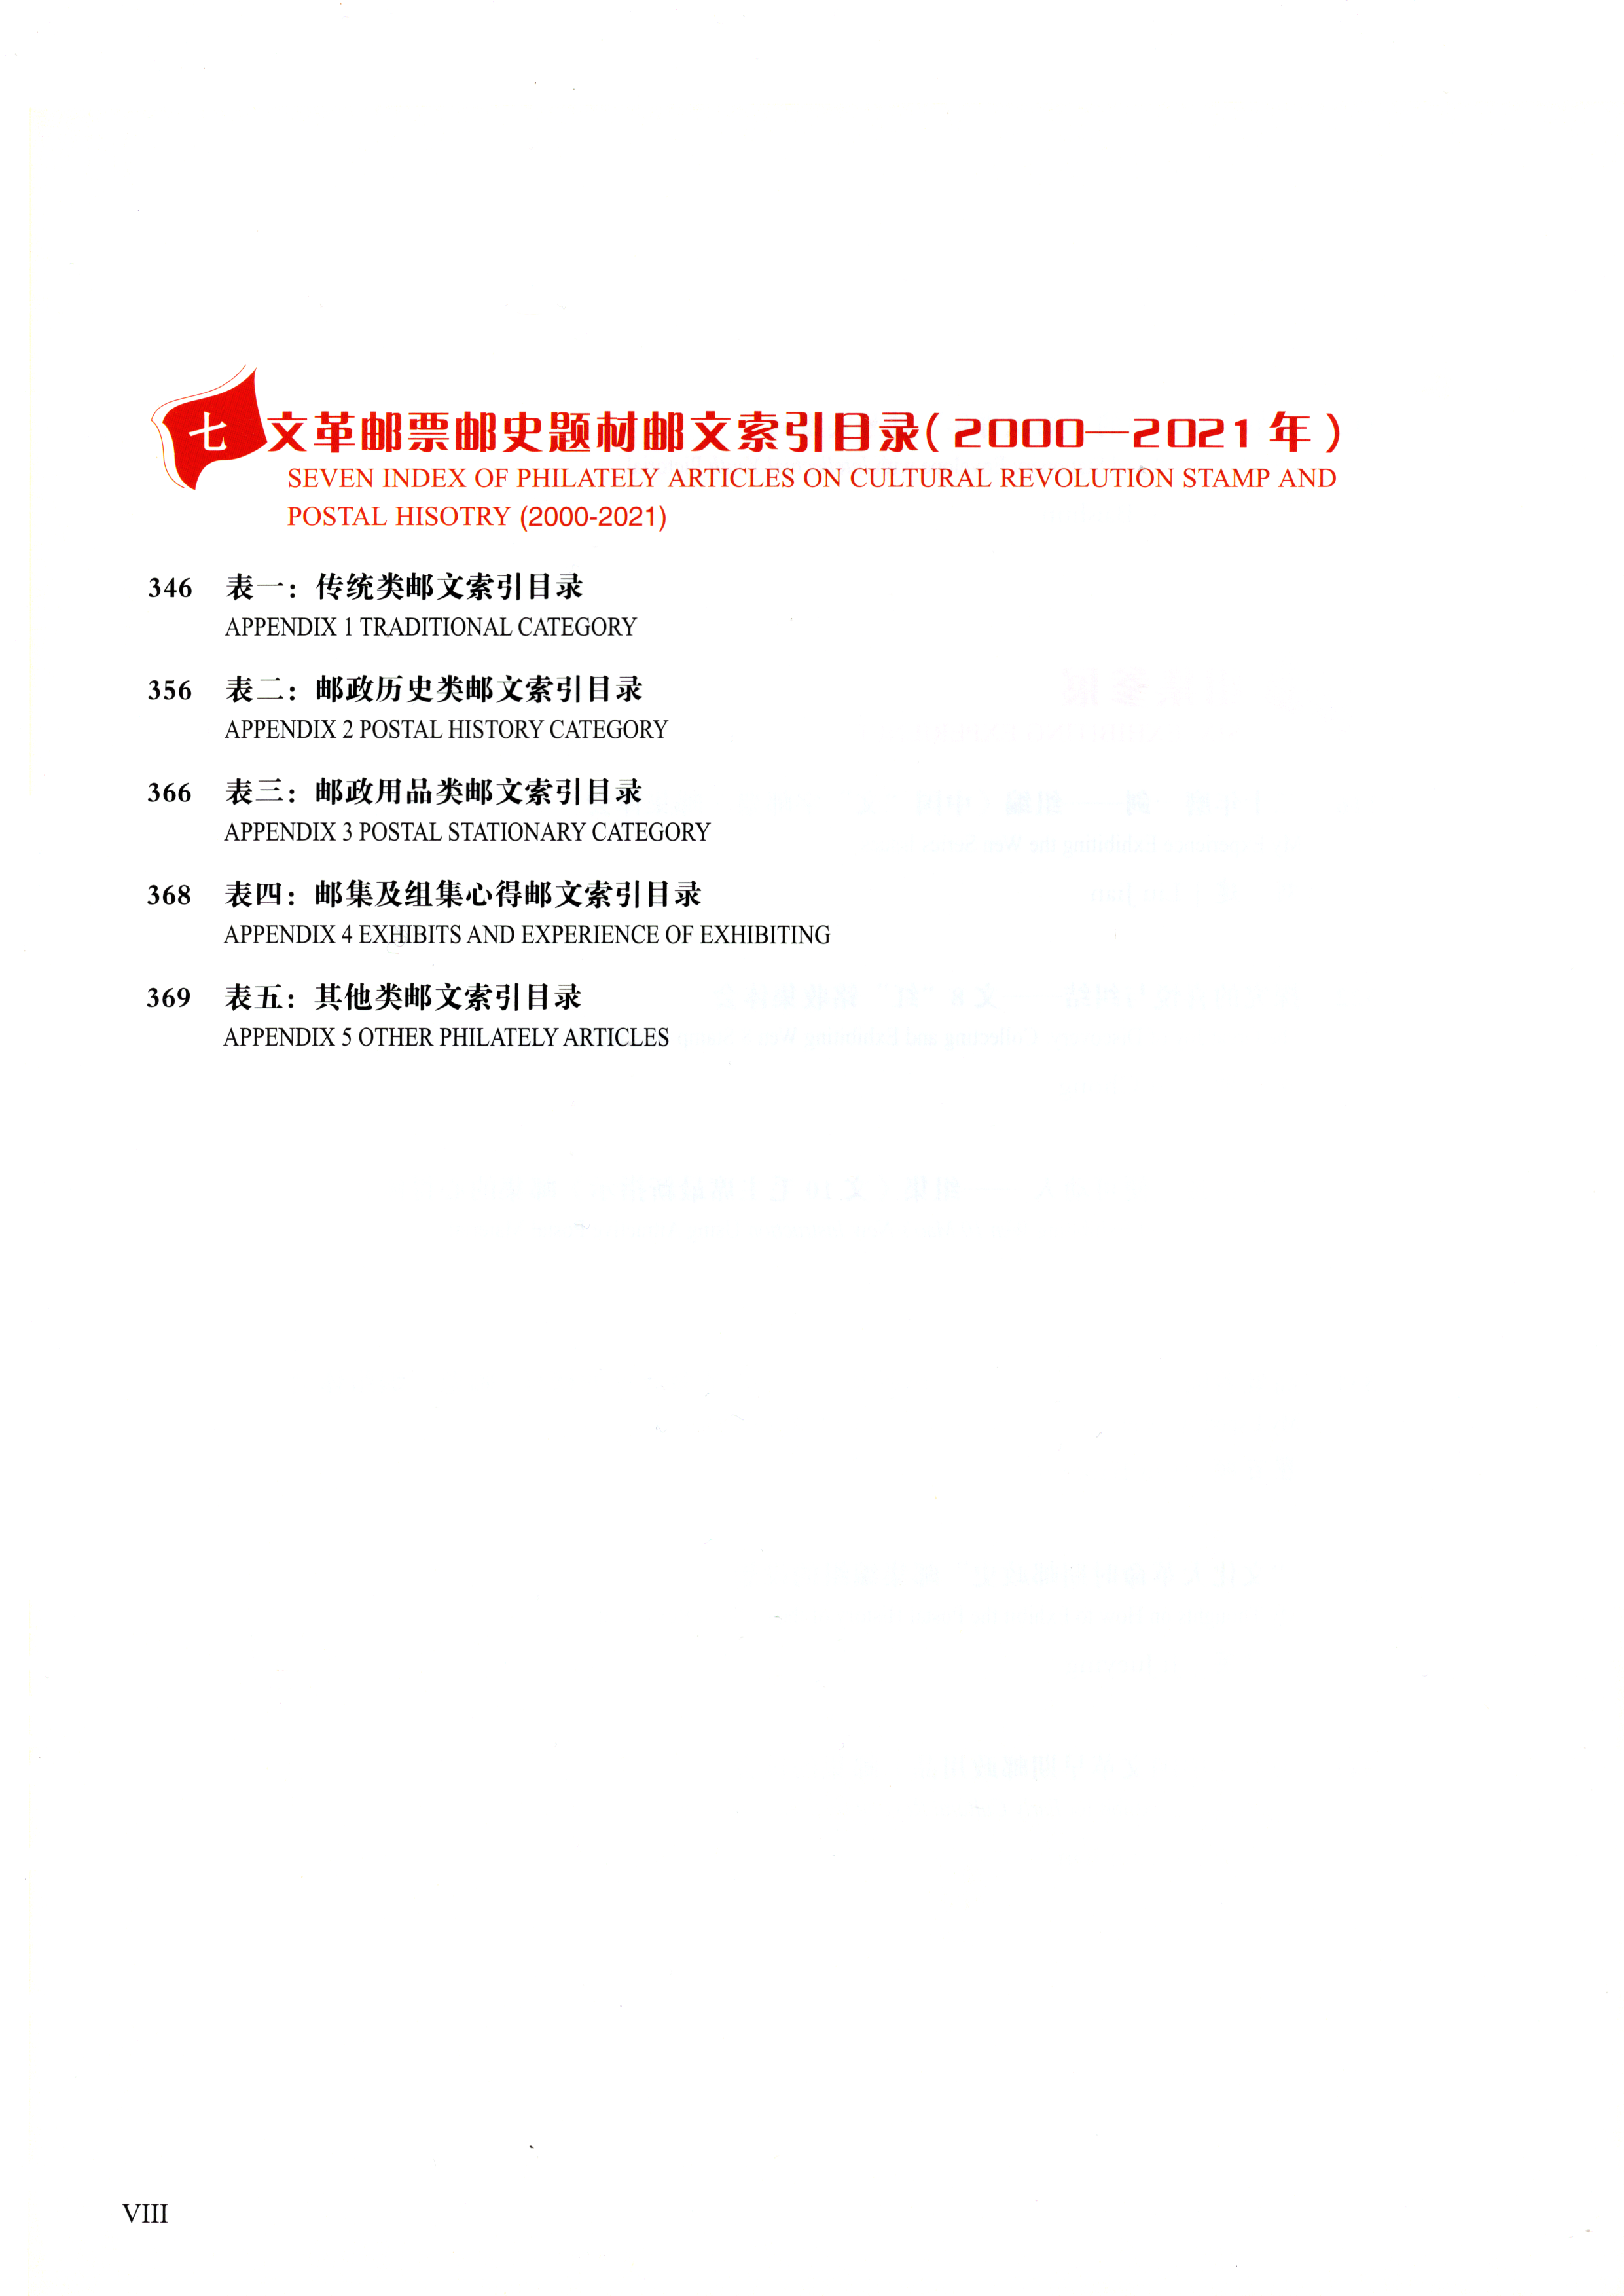 七 文革邮票邮史题材邮文索引目录(2000—2021年)
SEVEN INDEX OF PHILATELY ARTICLES ON CULTURAL REVOLUTION STAMP AND
POSTAL HISOTRY (2000-2021)
346 表一：传统类邮文索引目录
APPENDIX 1 TRADITIONAL CATEGORY
356 表二：邮政历史类邮文索引目录
APPENDIX 2 POSTAL HISTORY CATEGORY
366 表三：邮政用品类邮文索引目录
APPENDIX 3 POSTAL STATIONARY CATEGORY
368 表四：邮集及组集心得邮文索引目录
APPENDIX 4 EXHIBITS AND EXPERIENCE OF EXHIBITING
369 表五：其他类邮文索引目录
APPENDIX 5 OTHER PHILATELY ARTICLES
VIII